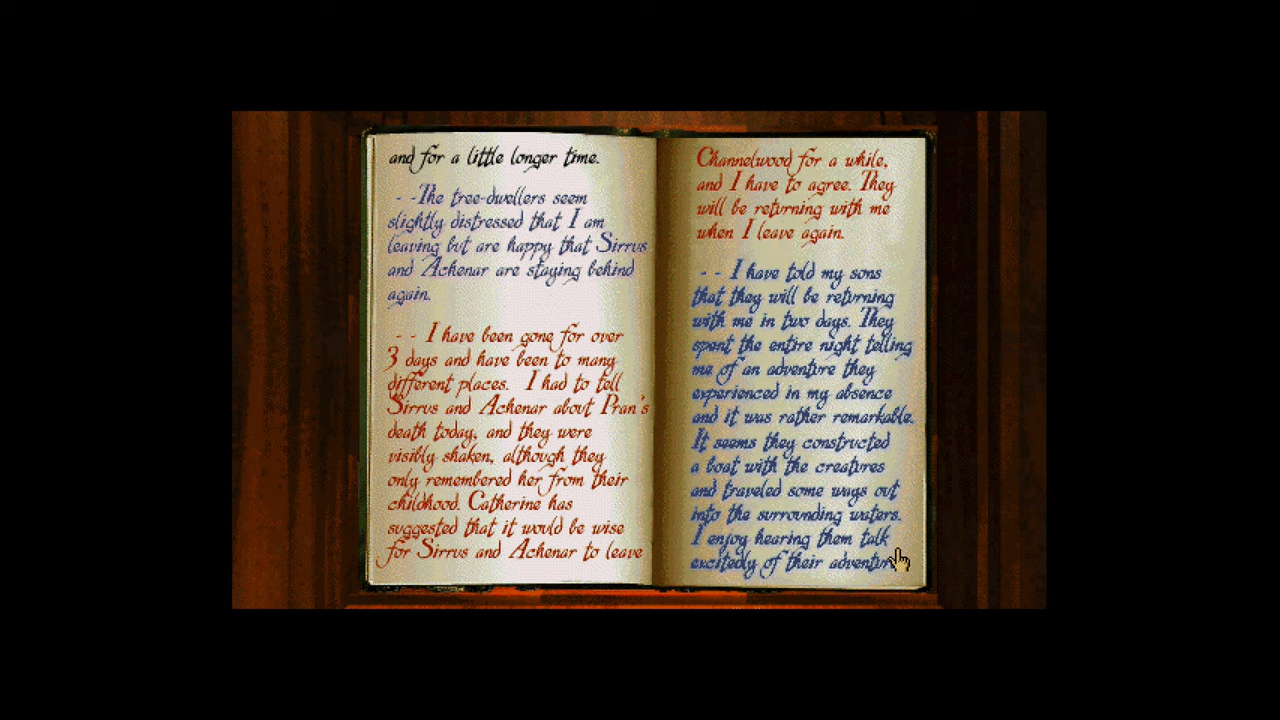 and for a little longer time.
- -The tree-dwellers seem
slightly distressed that I am
leaving but are happy that Sirrus
and Achenar are staying behind
again.
- - I have been gone for over
3 days and have been to many
different places. I had to tell
Sirrus and Achenar about Pran's
death today, and they were
visibly shaken, although they
only remembered her from their
childhood. Catherine has
suggested that it would be wise
for Sirrus and Achenar to leave
Channelwood for a while,
and I have to agree. They
will be returning with me
when I leave again.
- - I have told my sons
that they will be returning
with me in two days. They
spent the entire night telling
me of an adventure they
experienced in my absence
and it was rather remarkable.
It seems they constructed
a boat with the creatures
and traveled some ways out
into the surrounding waters.
I enjoy hearing them talk
excitedly of their